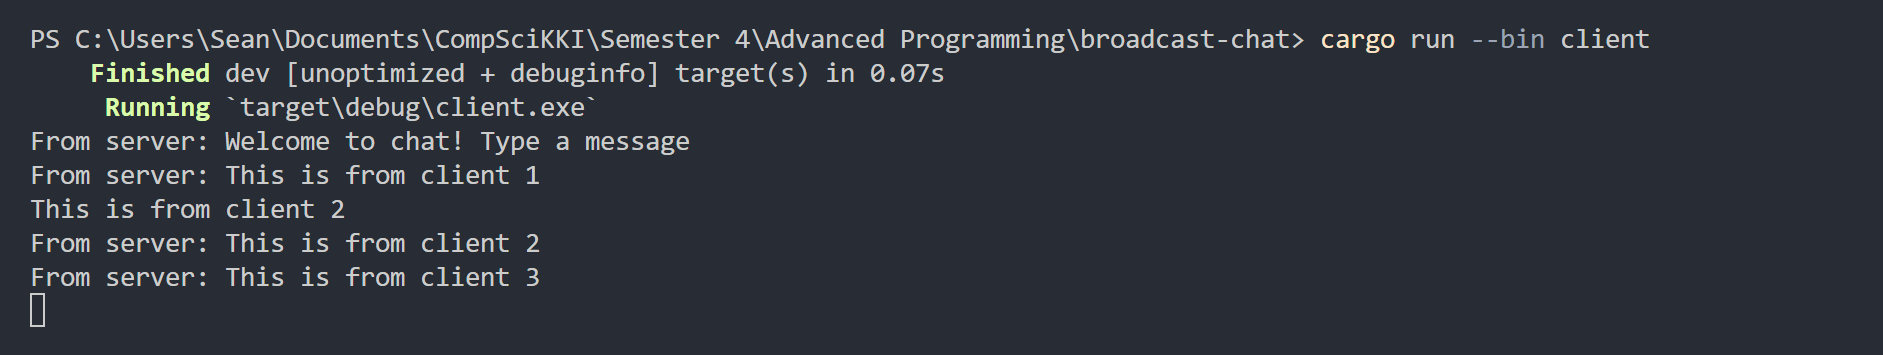 PS C:\Users\Sean\Documents\CompSciKKI\Semester 4\Advanced Programming\broadcast-chat> cargo run --bin client
    Finished dev [unoptimized + debuginfo] target(s) in 0.07s
     Running `target\debug\client.exe`
From server: Welcome to chat! Type a message
From server: This is from client 1
This is from client 2
From server: This is from client 2
From server: This is from client 3